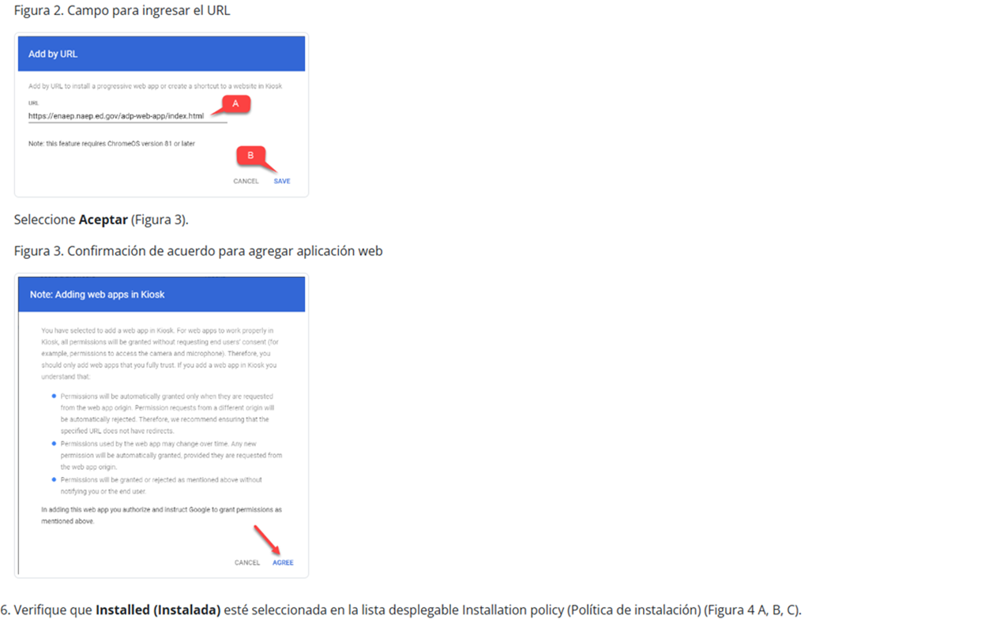 Figura 2. Campo para ingresar el URL
Add by URL
Add by URL to install a progressive web app or create a shortcut to a website in Kiosk
URL
A
https://enaep.naep.ed.gov/adp-web-app/index.html
Note: this feature requires ChromeOS version 81 or later
B
CANCEL SAVE
Seleccione Aceptar (Figura 3).
Figura 3. Confirmación de acuerdo para agregar aplicación web
Note: Adding web apps in Kiosk
You have selected to add a web app in Kiosk. For web apps to work properly in
Kiosk, all permissions will be granted without requesting end users' consent (for
example, permissions to access the camera and microphone). Therefore, you
should only add web apps that you fully trust. If you add a web app in Kiosk you
understand that:
Permissions will be automatically granted only when they are requested
from the web app origin. Permission requests from a different origin will
be automatically rejected. Therefore, we recommend ensuring that the
specified URL does not have redirects.
Permissions used by the web app may change over time. Any new
permission will be automatically granted, provided they are requested from
the web app origin.
Permissions will be granted or rejected as mentioned above without
notifying you or the end user.
In adding this web app you authorize and instruct Google to grant permissions as
mentioned above.
CANCEL AGREE
6. Verifique que Installed (Instalada) esté seleccionada en la lista desplegable Installation policy (Política de instalación) (Figura 4 A, B, C).